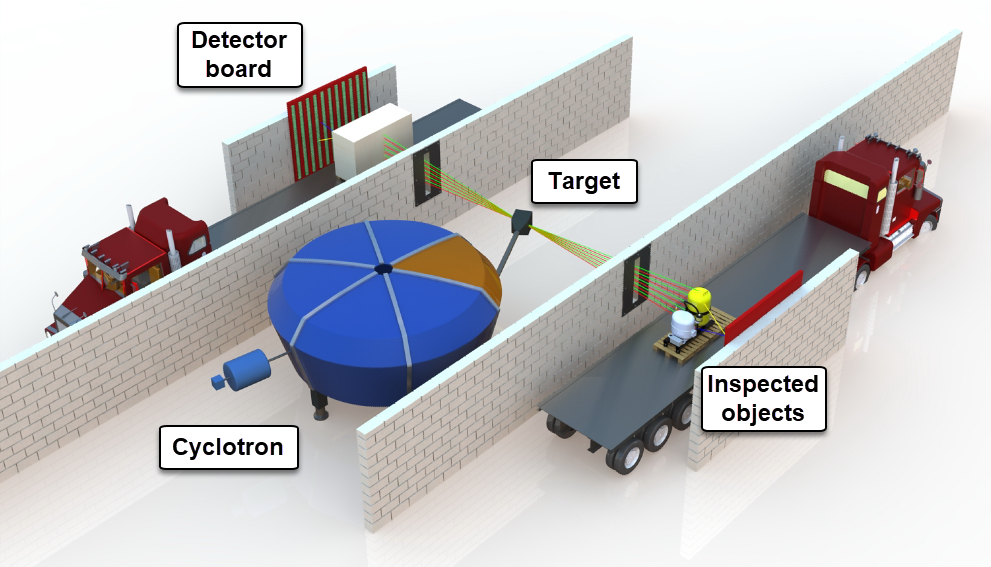 Detector
board
Target
Inspected
objects
Cyclotron